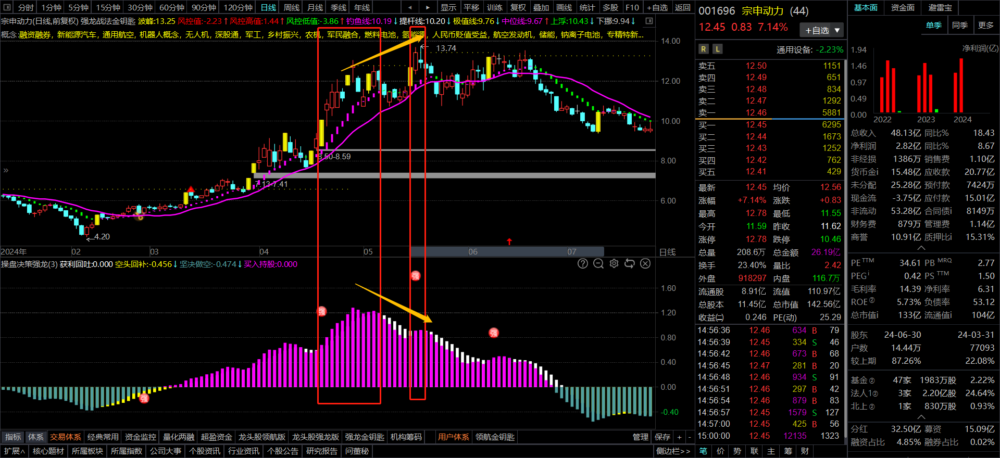 分时 1分钟 5分钟 15分钟 30分钟 60分钟 90分钟 120分钟 日线 周线 月线 季线 年线 显示 平移 训练 复权 叠加 画线 统计 多股 F10 +自选 返回
宗申动力(日线,前复权) 强龙战法金钥匙 波峰:13.25 风控值:-2.23↑ 风控高值:1.44↑ 风控低值:-3.86↑ 钓鱼线:10.19↓ 提杆线:10.20↓ 极值线:9.76↓ 中位线:9.67↑ 上浮:10.43↓ 下挪:9.94↓
概念:融资融券，新能源汽车，通用航空，机器人概念，无人机，深股通，军工，乡村振兴，农机，军民融合，燃料电池，氢能源，人民币贬值受益，航空发动机，储能，钠离子电池，专精特新...
14.00
13.74
12.00
10.00
8.50-8.59
8.00
7.13-7.41
6.00
4.20
2024年 02 03 04 05 06 07 日线
操盘决策强龙(3) 获利回吐:0.000 空头回补:-0.456↓ 坚决做空:-0.474↓ 买入持股:0.000
强
强
强
强
1.60
1.20
0.80
0.40
0.00
-0.40
指标 体系 交易体系 经典常用 资金监控 量化两融 超盈资金 龙头股领航版 龙头股强龙版 强龙金钥匙 机构筹码 用户体系 领航金钥匙 管理 保存 + -
扩展∧ 核心题材 所属板块 所属指数 公司大事 个股资讯 行业资讯 个股公告 研究报告 问董秘 侧边栏>>
001696 宗申动力 (44)
12.45 0.83 7.14% +自选 ▼
R L 通用设备: -2.23%
卖五 12.50 1151
卖四 12.49 651
卖三 12.48 834
卖二 12.47 1292
卖一 12.46 5881
买一 12.45 6295
买二 12.44 1673
买三 12.43 1252
买四 12.42 762
买五 12.41 429
最新 12.45 均价 12.56
涨幅 +7.14% 涨跌 +0.83
最高 12.78 最低 11.55
今开 11.59 昨收 11.62
涨停 12.78 跌停 10.46
总量 208.6万 总金额 26.19亿
换手 23.40% 量比 2.42
外盘 918297 内盘 116.7万
流通股 8.91亿 流值 110.97亿
总股本 11.45亿 总市值 142.56亿
收益㈡ 0.246 PE(动) 25.29
14:56:36 12.46 634 B 79
14:56:39 12.45 334 S 46
14:56:42 12.46 673 B 68
14:56:45 12.47 281 B 20
14:56:48 12.46 934 S 91
14:56:51 12.46 297 B 42
14:56:54 12.46 879 B 83
14:56:57 12.45 1579 S 127
14:57:00 12.45 425 B 56
15:00:00 12.45 12135 1323
笔 价 势 联 主 筹 财
基本面 资金面 避雷宝
单季 同季 更多
净利润(亿)
1.94
1.46
0.97
0.49
0.00
2022 2023 2024
总收入 48.13亿 同比% 18.43
净利润 2.82亿 同比% 8.67
非经损 1386万 销售费 1.10亿
货币金i 15.48亿 应收款 20.77亿
未分配 25.28亿 预付款 7424万
现金流 -3.75亿 应付款 15.01亿
非流动 53.28亿 合同债i 8149万
财务费 879万 管理费 1.14亿
商誉 10.91亿 质押比i 15.31%
PE TTM 34.61 PB MRQ 2.77
PEG i 0.42 PS TTM 1.50
毛利率 14.39 净利率 6.31
ROE② 5.73% 负债率 53.12
总市值i 133亿 流通值i 104亿
股东 24-06-30 24-03-31
户数 14.44万 77093
较上期 87.26% 22.08%
基金② 47家 1983万股 2.22%
法人1② 3家 2.20亿股 24.64%
北上② 1家 830万股 0.93%
分红 32.50亿 募资 15.09亿
融资占比 4.85% 融券占比 0.02%